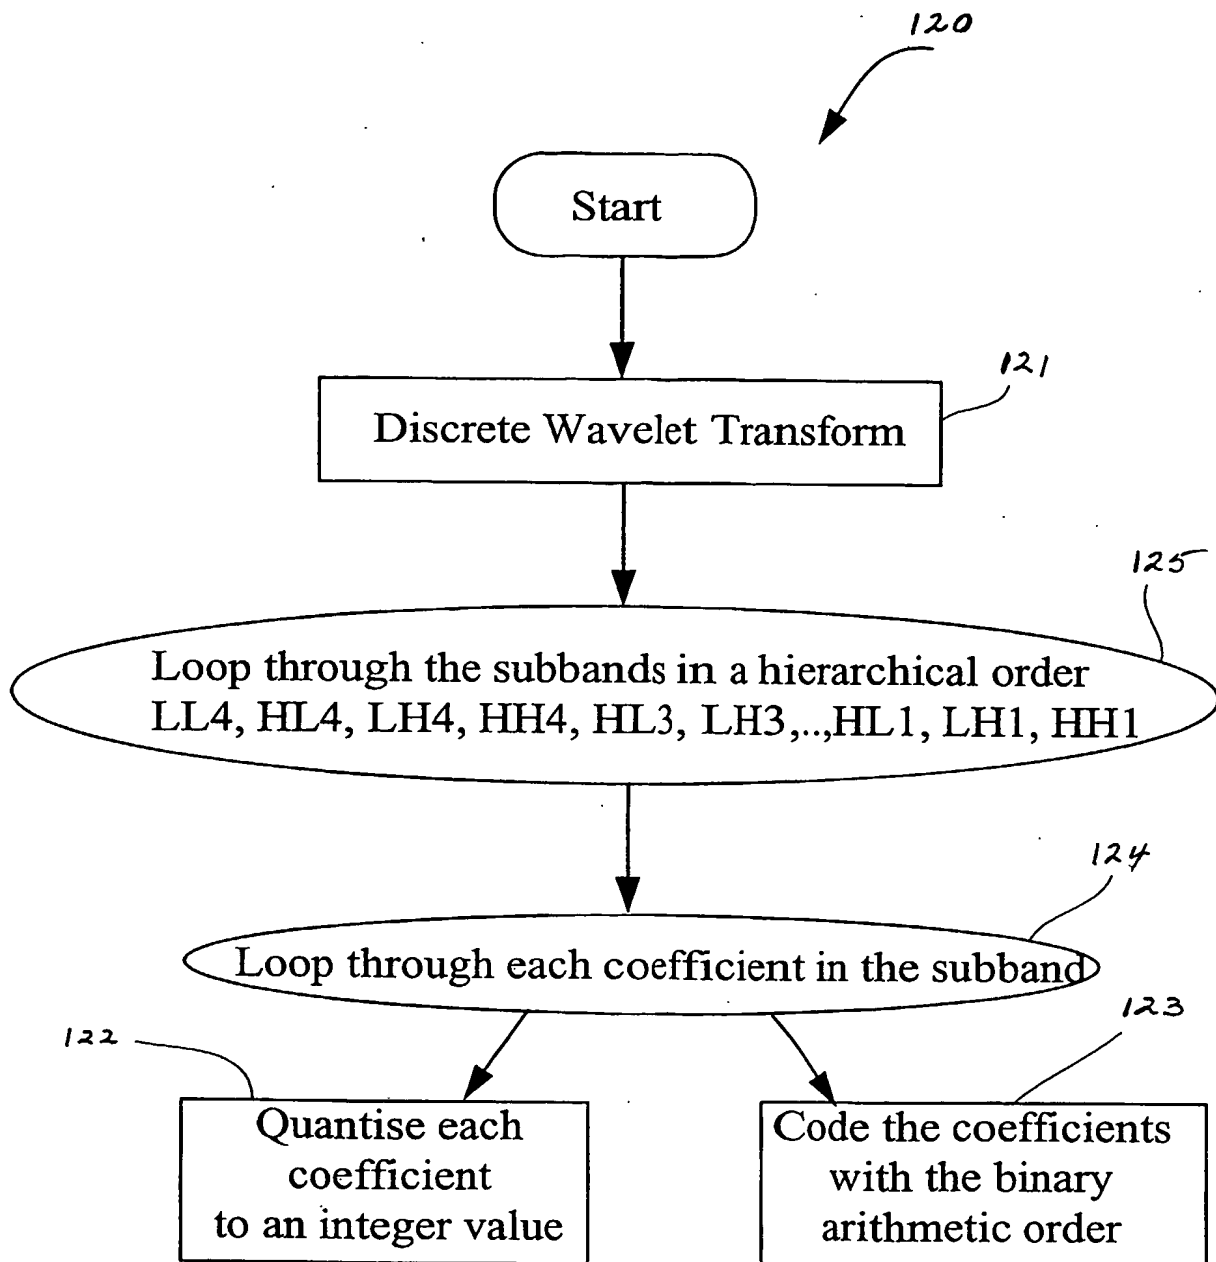 120
Start
121
Discrete Wavelet Transform
125
Loop through the subbands in a hierarchical order
LL4, HL4, LH4, HH4, HL3, LH3,..,HL1, LH1, HH1
124
Loop through each coefficient in the subband
122
123
Quantise each
coefficient
to an integer value
Code the coefficients
with the binary
arithmetic order